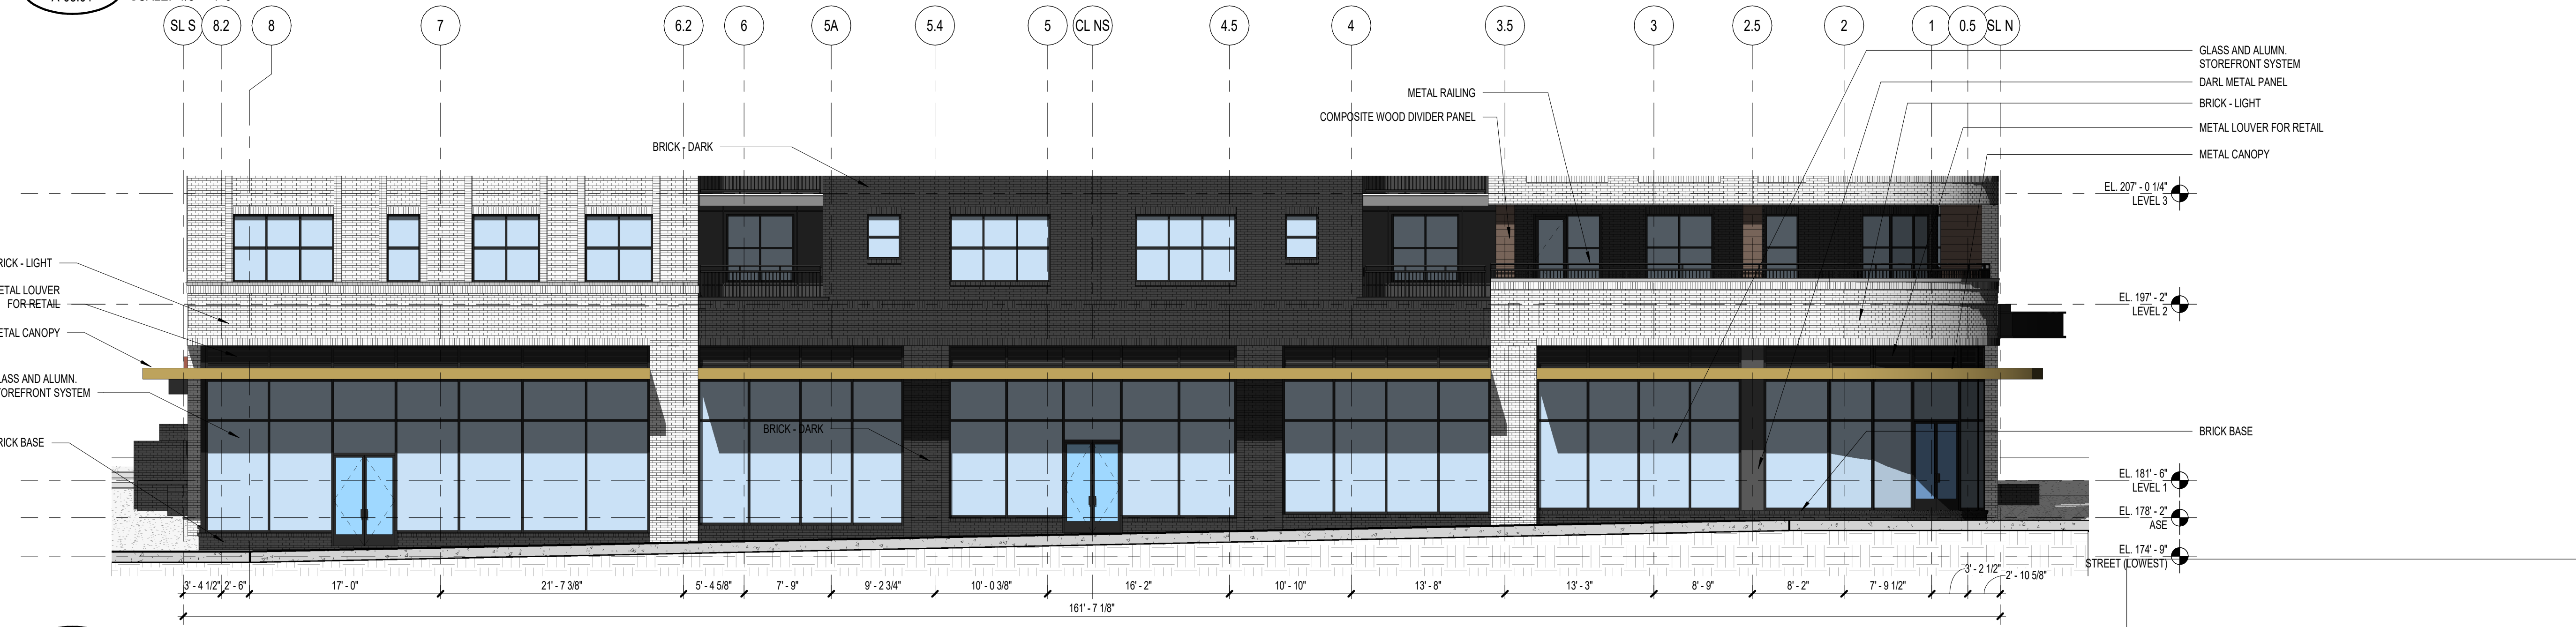 SL S
8.2
8
7
6.2
6
5A
5.4
5
CL NS
4.5
4
3.5
3
2.5
2
1
0.5
SL N
GLASS AND ALUMN.
STOREFRONT SYSTEM
DARL METAL PANEL
BRICK - LIGHT
METAL LOUVER FOR RETAIL
METAL CANOPY
METAL RAILING
COMPOSITE WOOD DIVIDER PANEL
BRICK - DARK
EL. 207' - 0 1/4"
LEVEL 3
RICK - LIGHT
ETAL LOUVER
FOR RETAIL
ETAL CANOPY
EL. 197' - 2"
LEVEL 2
LASS AND ALUMN.
OREFRONT SYSTEM
BRICK - DARK
RICK BASE
BRICK BASE
EL. 181' - 6"
LEVEL 1
EL. 178' - 2"
ASE
EL. 174' - 9"
STREET (LOWEST)
3' - 4 1/2"
2' - 6"
17' - 0"
21' - 7 3/8"
5' - 4 5/8"
7' - 9"
9' - 2 3/4"
10' - 0 3/8"
16' - 2"
10' - 10"
13' - 8"
13' - 3"
8' - 9"
8' - 2"
7' - 9 1/2"
3' - 2 1/2"
2' - 10 5/8"
161' - 7 1/8"